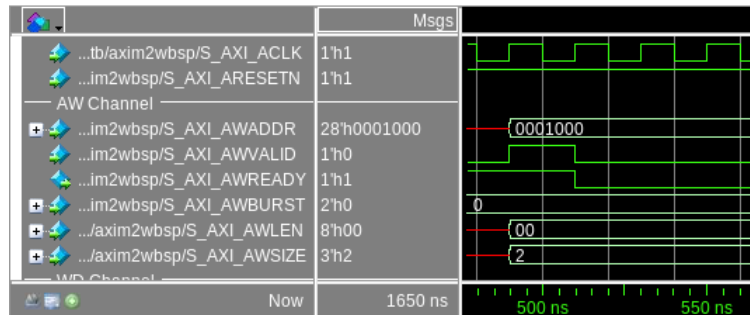 Msgs
...tb/axim2wbsp/S_AXI_ACLK 1'h1
...im2wbsp/S_AXI_ARESETN 1'h1
AW Channel
...im2wbsp/S_AXI_AWADDR 28'h0001000 0001000
...im2wbsp/S_AXI_AWVALID 1'h0
...im2wbsp/S_AXI_AWREADY 1'h1
...im2wbsp/S_AXI_AWBURST 2'h0 0
.../axim2wbsp/S_AXI_AWLEN 8'h00 00
.../axim2wbsp/S_AXI_AWSIZE 3'h2 2
WD Channel
Now 1650 ns 500 ns 550 ns